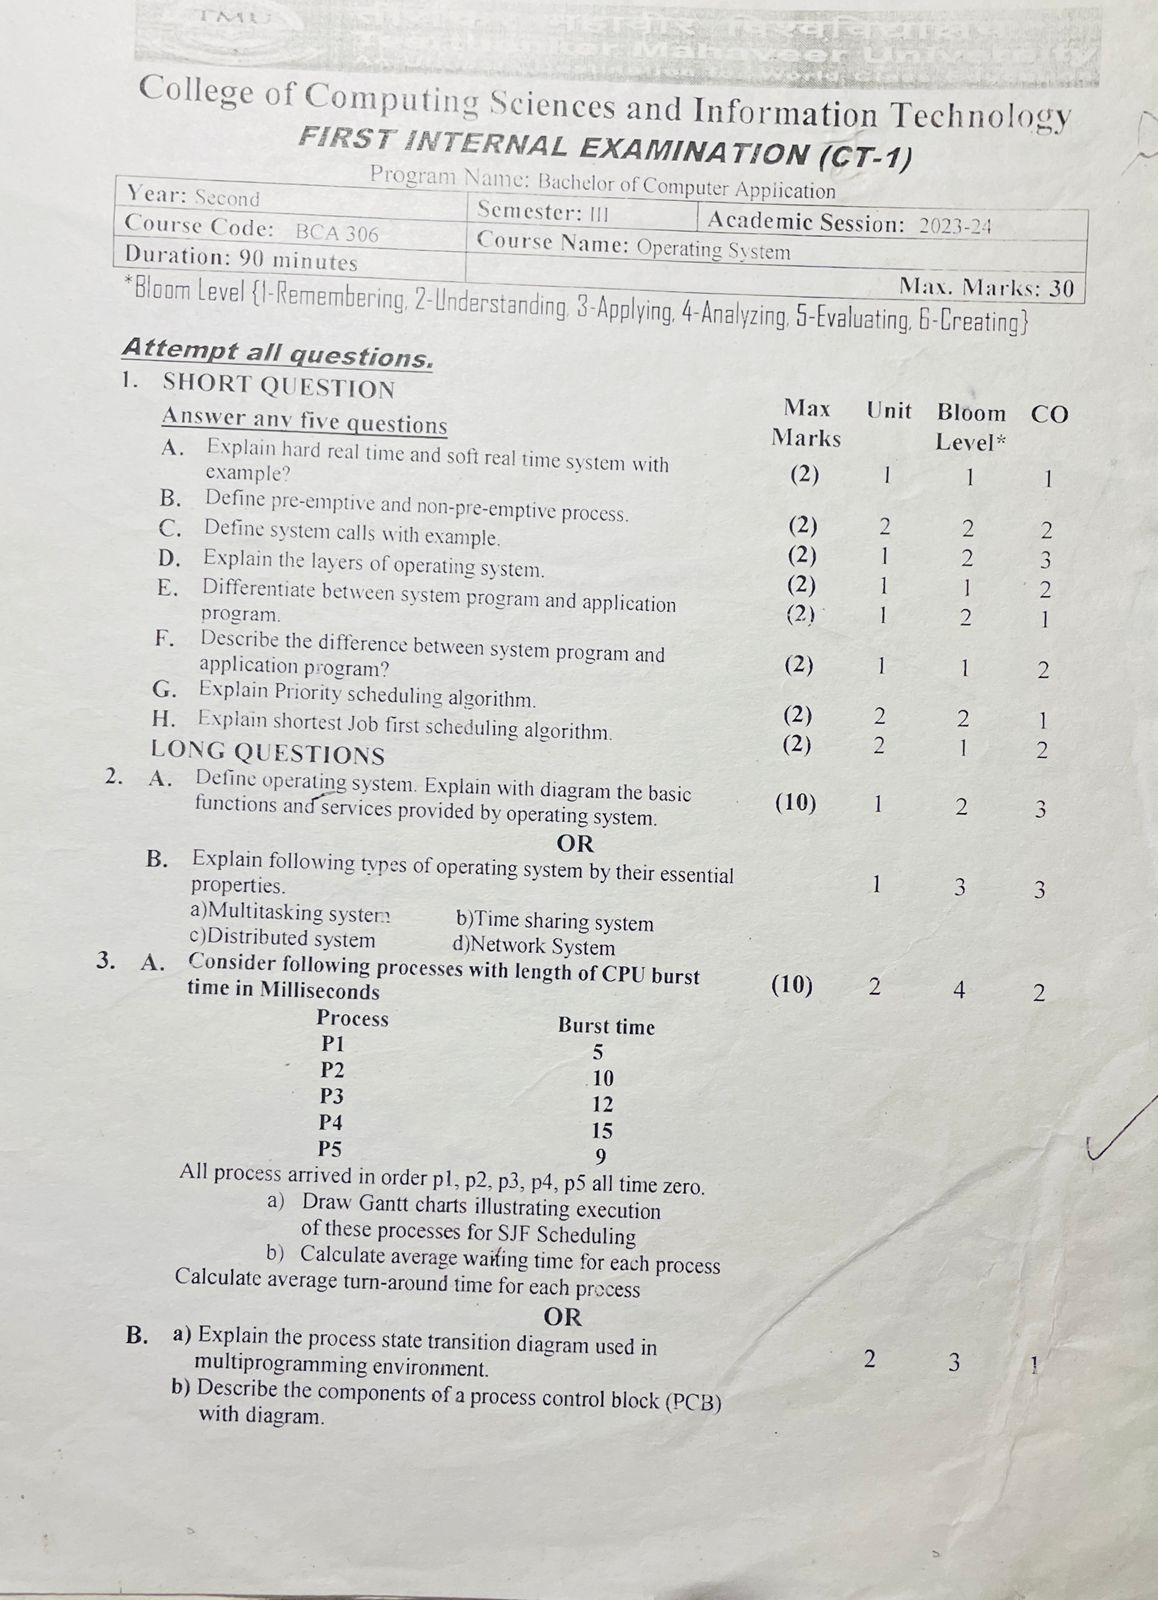 TMU
Mahaveer University
College of Computing Sciences and Information Technology
FIRST INTERNAL EXAMINATION (CT-1)
Program Name: Bachelor of Computer Application
Year: Second Semester: III Academic Session: 2023-24
Course Code: BCA 306 Course Name: Operating System
Duration: 90 minutes Max. Marks: 30
*Bloom Level {1-Remembering, 2-Understanding, 3-Applying, 4-Analyzing, 5-Evaluating, 6-Creating}
Attempt all questions.
1. SHORT QUESTION
Max Unit Bloom CO
Answer any five questions
Marks Level*
A. Explain hard real time and soft real time system with
example? (2) 1 1 1
B. Define pre-emptive and non-pre-emptive process. (2) 2 2 2
C. Define system calls with example. (2) 1 2 3
D. Explain the layers of operating system. (2) 1 1 2
E. Differentiate between system program and application (2) 1 2 1
program.
F. Describe the difference between system program and
application program? (2) 1 1 2
G. Explain Priority scheduling algorithm. (2) 2 2 1
H. Explain shortest Job first scheduling algorithm. (2) 2 1 2
LONG QUESTIONS
2. A. Define operating system. Explain with diagram the basic
functions and services provided by operating system. (10) 1 2 3
OR
B. Explain following types of operating system by their essential
properties. 1 3 3
a)Multitasking system b)Time sharing system
c)Distributed system d)Network System
3. A. Consider following processes with length of CPU burst
time in Milliseconds (10) 2 4 2
Process Burst time
P1 5
P2 10
P3 12
P4 15
P5 9
All process arrived in order p1, p2, p3, p4, p5 all time zero.
a) Draw Gantt charts illustrating execution
of these processes for SJF Scheduling
b) Calculate average waiting time for each process
Calculate average turn-around time for each process
OR
B. a) Explain the process state transition diagram used in
multiprogramming environment. 2 3 1
b) Describe the components of a process control block (PCB)
with diagram.